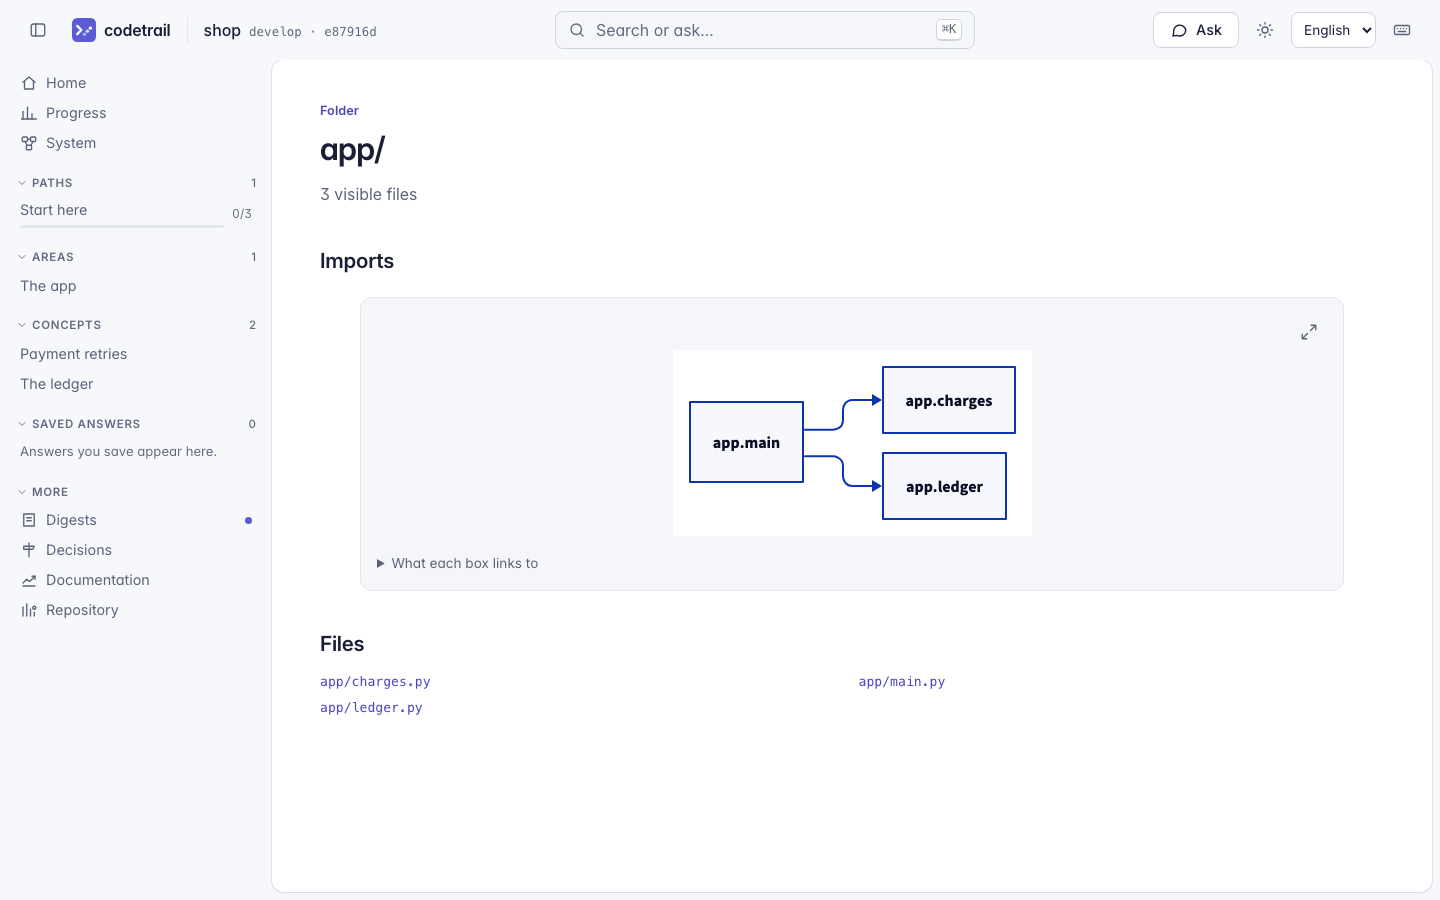 codetrail
shop develop · e87916d
Search or ask...
⌘K
Ask
English
Home
Progress
System
PATHS 1
Start here 0/3
AREAS 1
The app
CONCEPTS 2
Payment retries
The ledger
SAVED ANSWERS 0
Answers you save appear here.
MORE
Digests
Decisions
Documentation
Repository
Folder
app/
3 visible files
Imports
app.main
app.charges
app.ledger
What each box links to
Files
app/charges.py
app/ledger.py
app/main.py